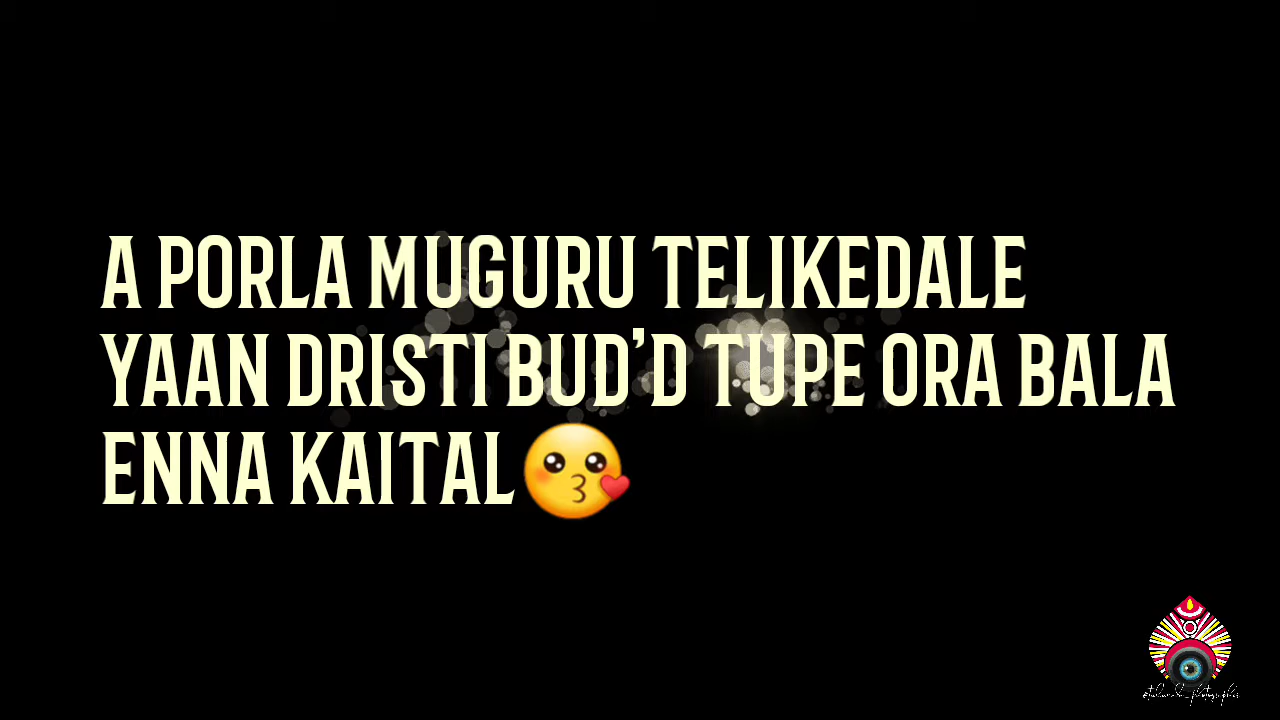 A PORLA MUGURU TELIKEDALE
YAAN DRISTI BUD'D TUPE ORA BALA
ENNA KAITAL😘